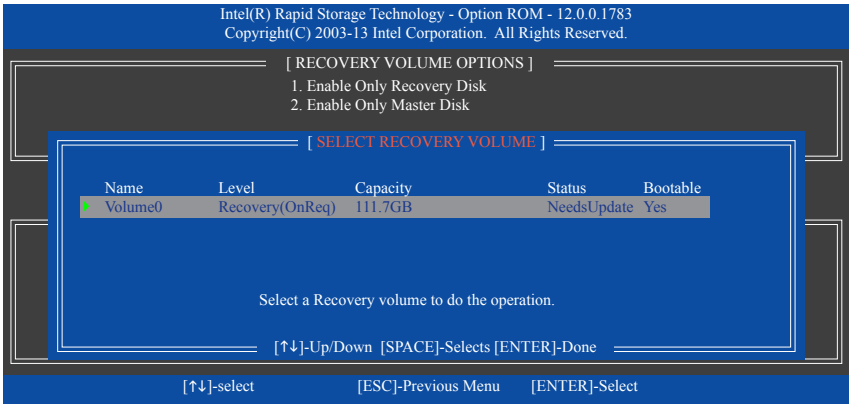 Intel(R) Rapid Storage Technology - Option ROM - 12.0.0.1783
Copyright(C) 2003-13 Intel Corporation.  All Rights Reserved.
[ RECOVERY VOLUME OPTIONS ]
1. Enable Only Recovery Disk
2. Enable Only Master Disk
[ SELECT RECOVERY VOLUME ]
Name Level Capacity Status Bootable
Volume0 Recovery(OnReq) 111.7GB NeedsUpdate Yes
Select a Recovery volume to do the operation.
[↑↓]-Up/Down [SPACE]-Selects [ENTER]-Done
[↑↓]-select [ESC]-Previous Menu [ENTER]-Select